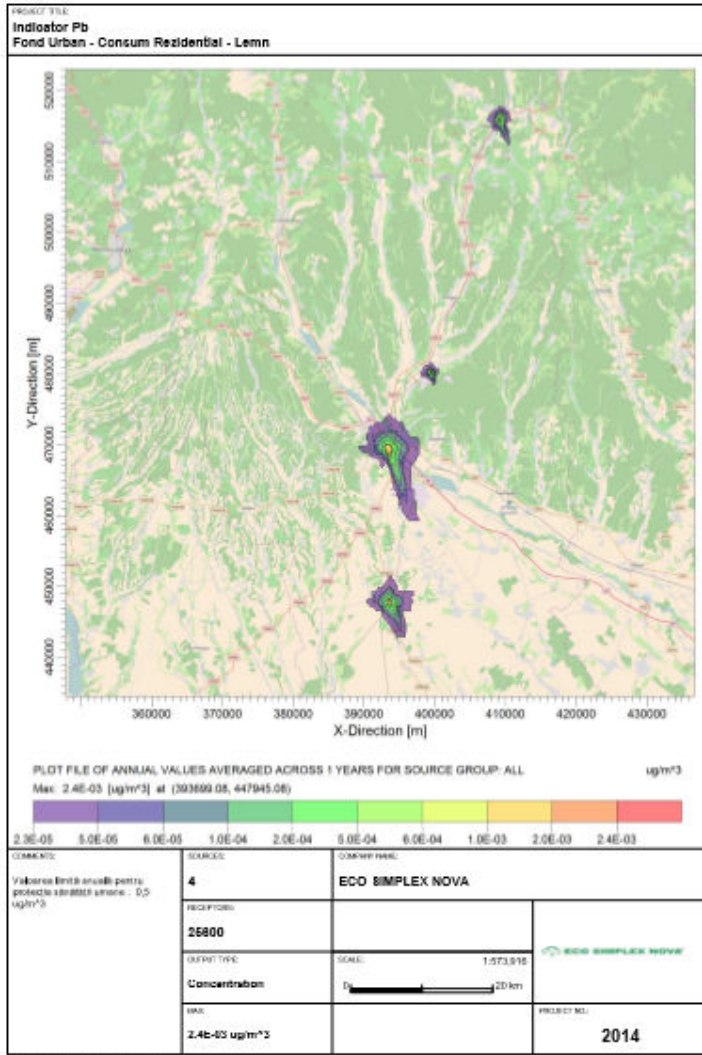 PROJECT TITLE:
Indicator Pb
Fond Urban - Consum Rezidential - Lemn
Y-Direction [m]
520000
510000
500000
490000
480000
470000
460000
450000
440000
360000 370000 380000 390000 400000 410000 420000 430000
X-Direction [m]
PLOT FILE OF ANNUAL VALUES AVERAGED ACROSS 1 YEARS FOR SOURCE GROUP: ALL ug/m^3
Max: 2.4E-03 [ug/m^3] at (393699.08, 447945.08)
2.3E-05 5.0E-05 6.0E-05 1.0E-04 2.0E-04 5.0E-04 6.0E-04 1.0E-03 2.0E-03 2.4E-03
COMMENTS:
Valoarea limită anuală pentru
protecția sănătății umane : 0,5
ug/m^3
SOURCES:
4
COMPANY NAME:
ECO SIMPLEX NOVA
RECEPTORS:
25600
OUTPUT TYPE:
Concentration
SCALE: 1:573,916
0 20 km
ECO SIMPLEX NOVA
MAX:
2.4E-03 ug/m^3
PROJECT NO.:
2014